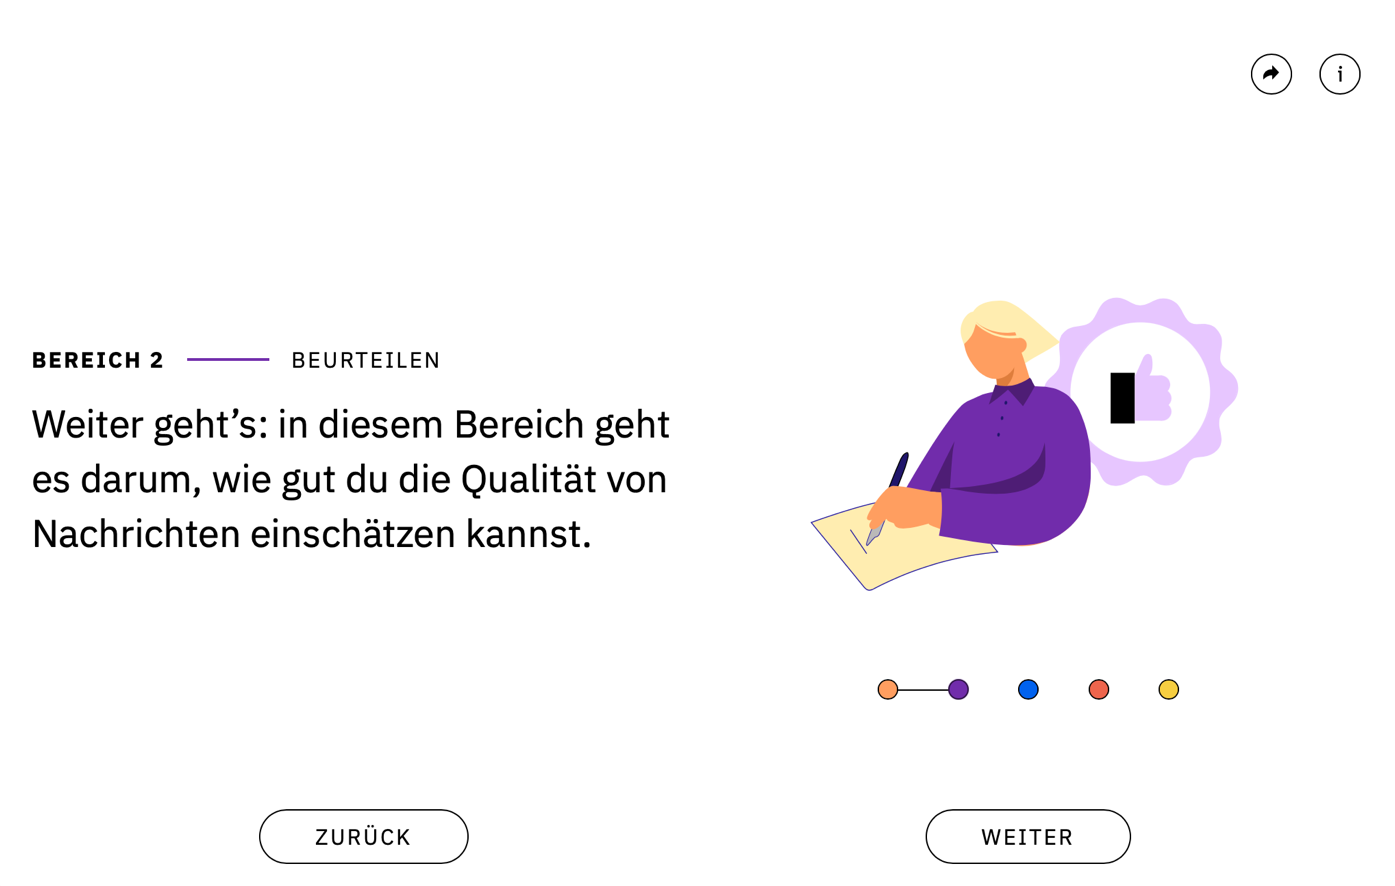 BEREICH 2 BEURTEILEN
Weiter geht’s: in diesem Bereich geht
es darum, wie gut du die Qualität von
Nachrichten einschätzen kannst.
ZURÜCK
WEITER